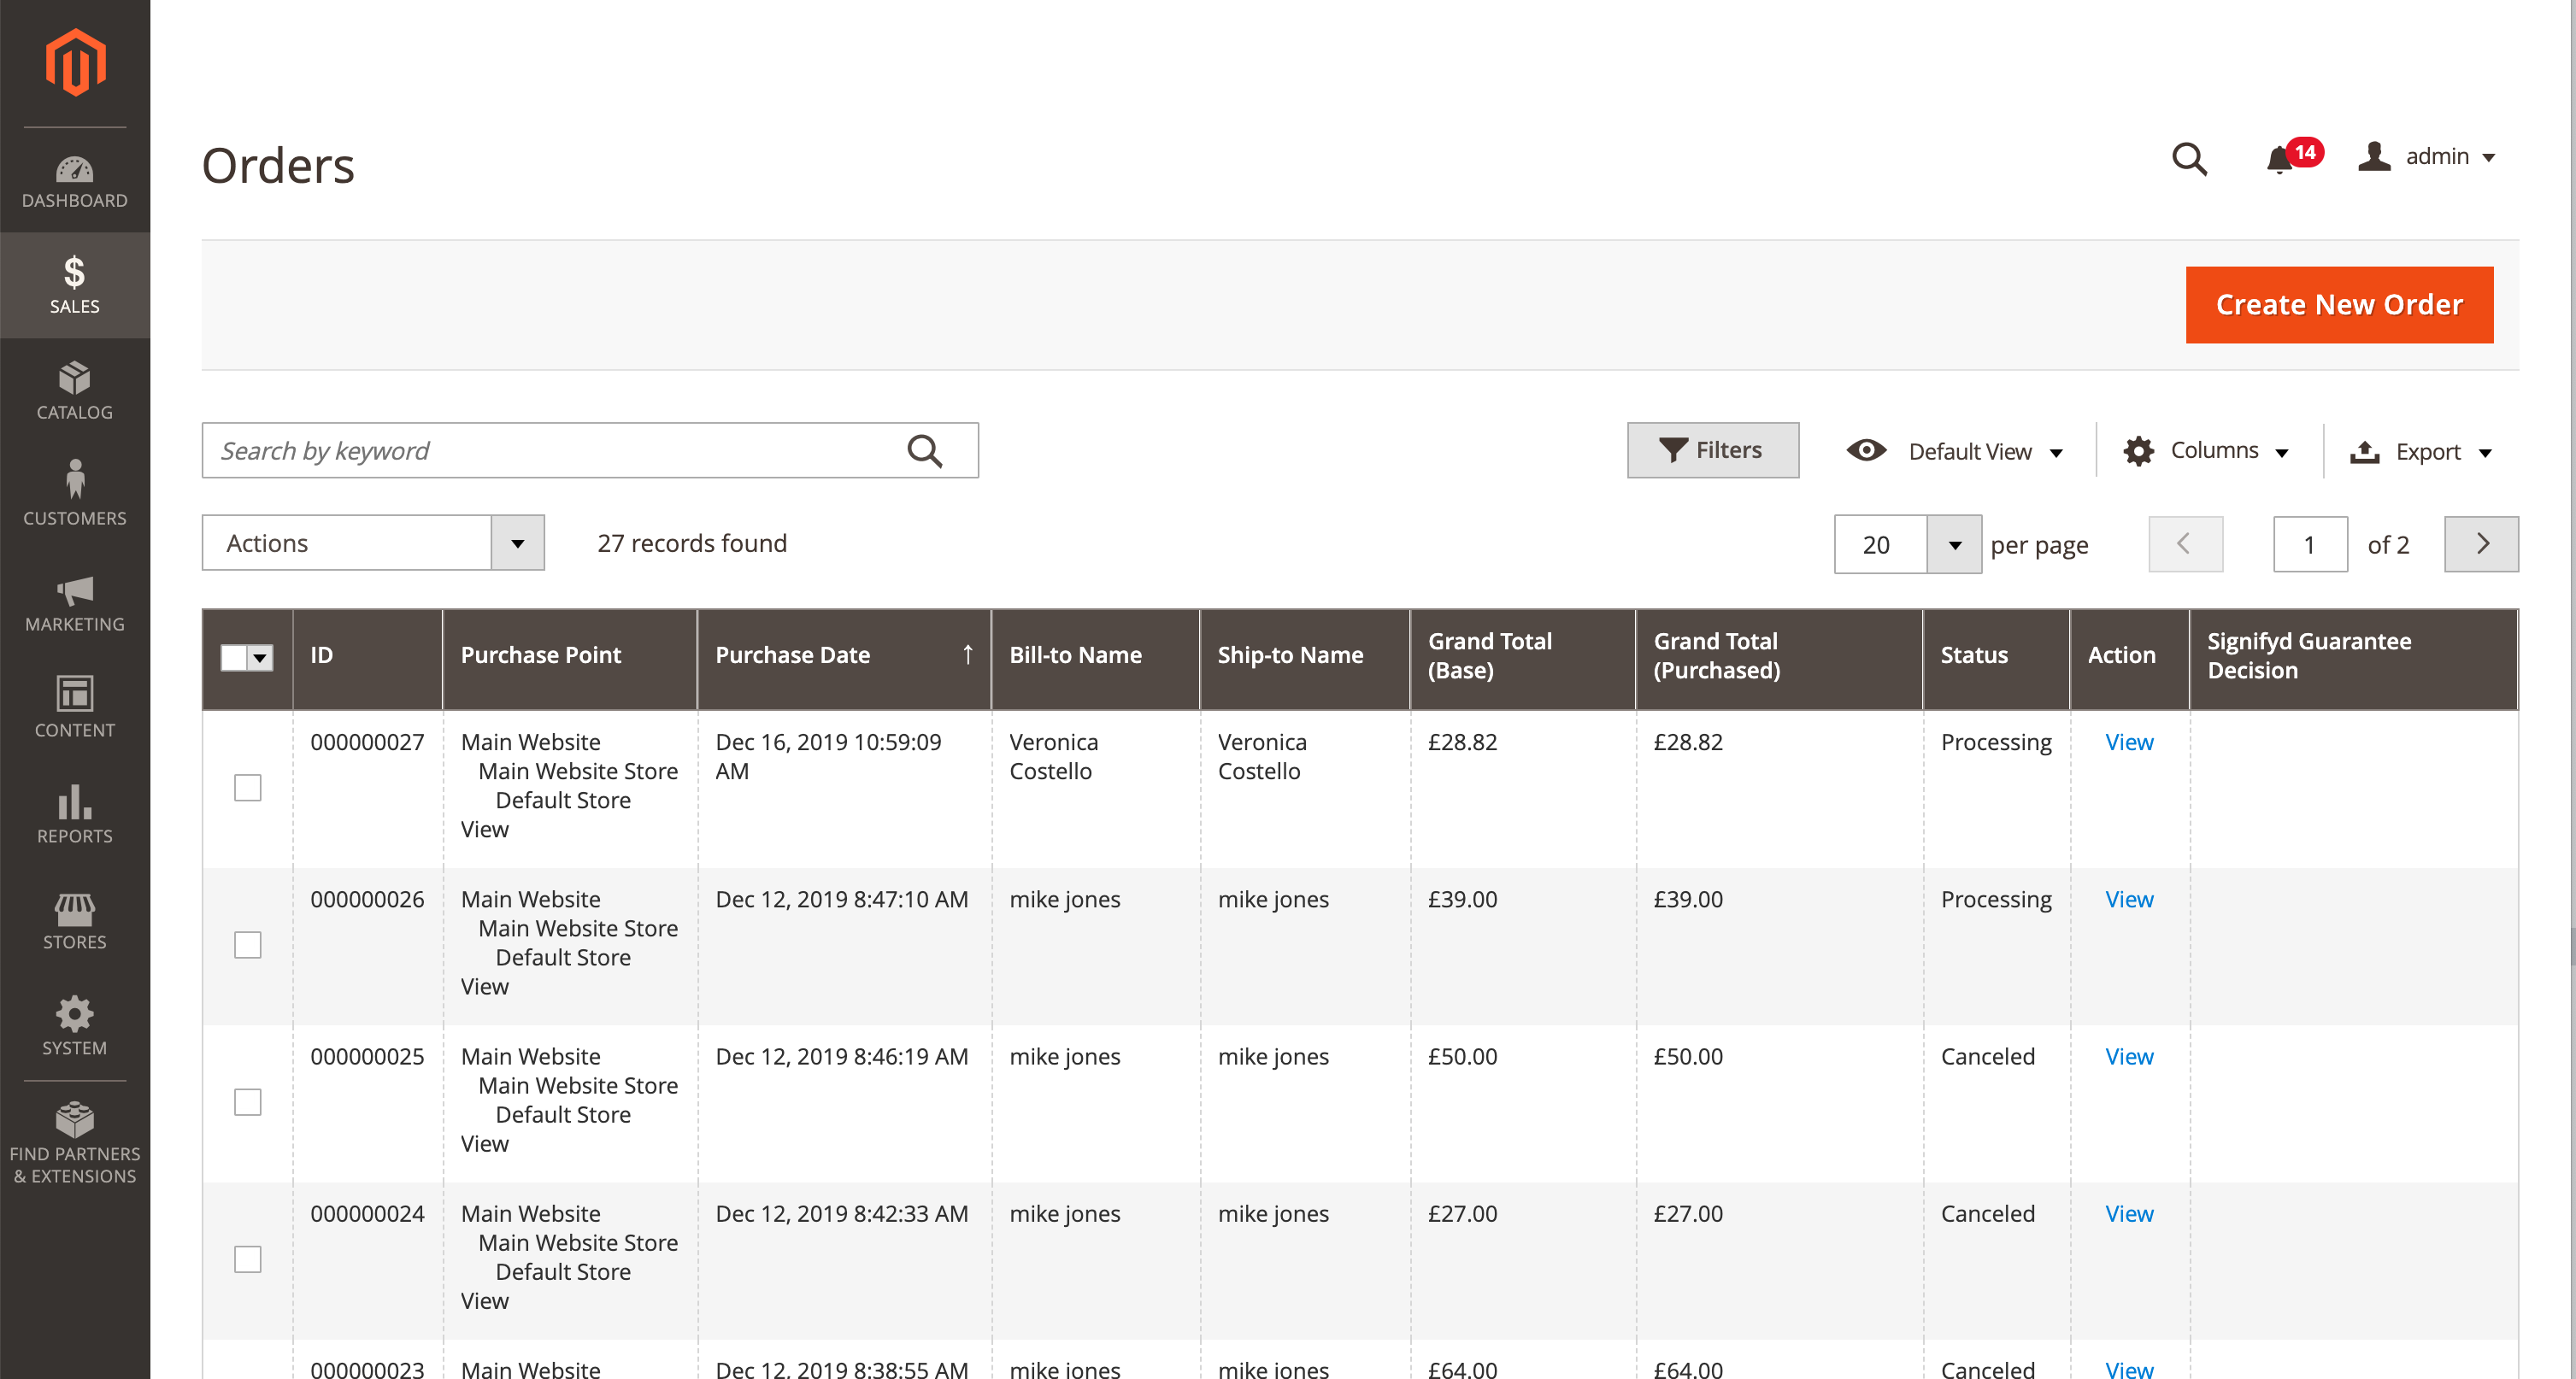 DASHBOARD
SALES
CATALOG
CUSTOMERS
MARKETING
CONTENT
REPORTS
STORES
SYSTEM
FIND PARTNERS
& EXTENSIONS
Orders
14
admin
Create New Order
Search by keyword
Filters
Default View
Columns
Export
Actions
27 records found
20
per page
1
of 2
ID
Purchase Point
Purchase Date ↑
Bill-to Name
Ship-to Name
Grand Total
(Base)
Grand Total
(Purchased)
Status
Action
Signifyd Guarantee
Decision
000000027
Main Website
Main Website Store
Default Store
View
Dec 16, 2019 10:59:09
AM
Veronica
Costello
Veronica
Costello
£28.82
£28.82
Processing
View
000000026
Main Website
Main Website Store
Default Store
View
Dec 12, 2019 8:47:10 AM
mike jones
mike jones
£39.00
£39.00
Processing
View
000000025
Main Website
Main Website Store
Default Store
View
Dec 12, 2019 8:46:19 AM
mike jones
mike jones
£50.00
£50.00
Canceled
View
000000024
Main Website
Main Website Store
Default Store
View
Dec 12, 2019 8:42:33 AM
mike jones
mike jones
£27.00
£27.00
Canceled
View
000000023
Main Website
Dec 12, 2019 8:38:55 AM
mike jones
mike jones
£64.00
£64.00
Canceled
View